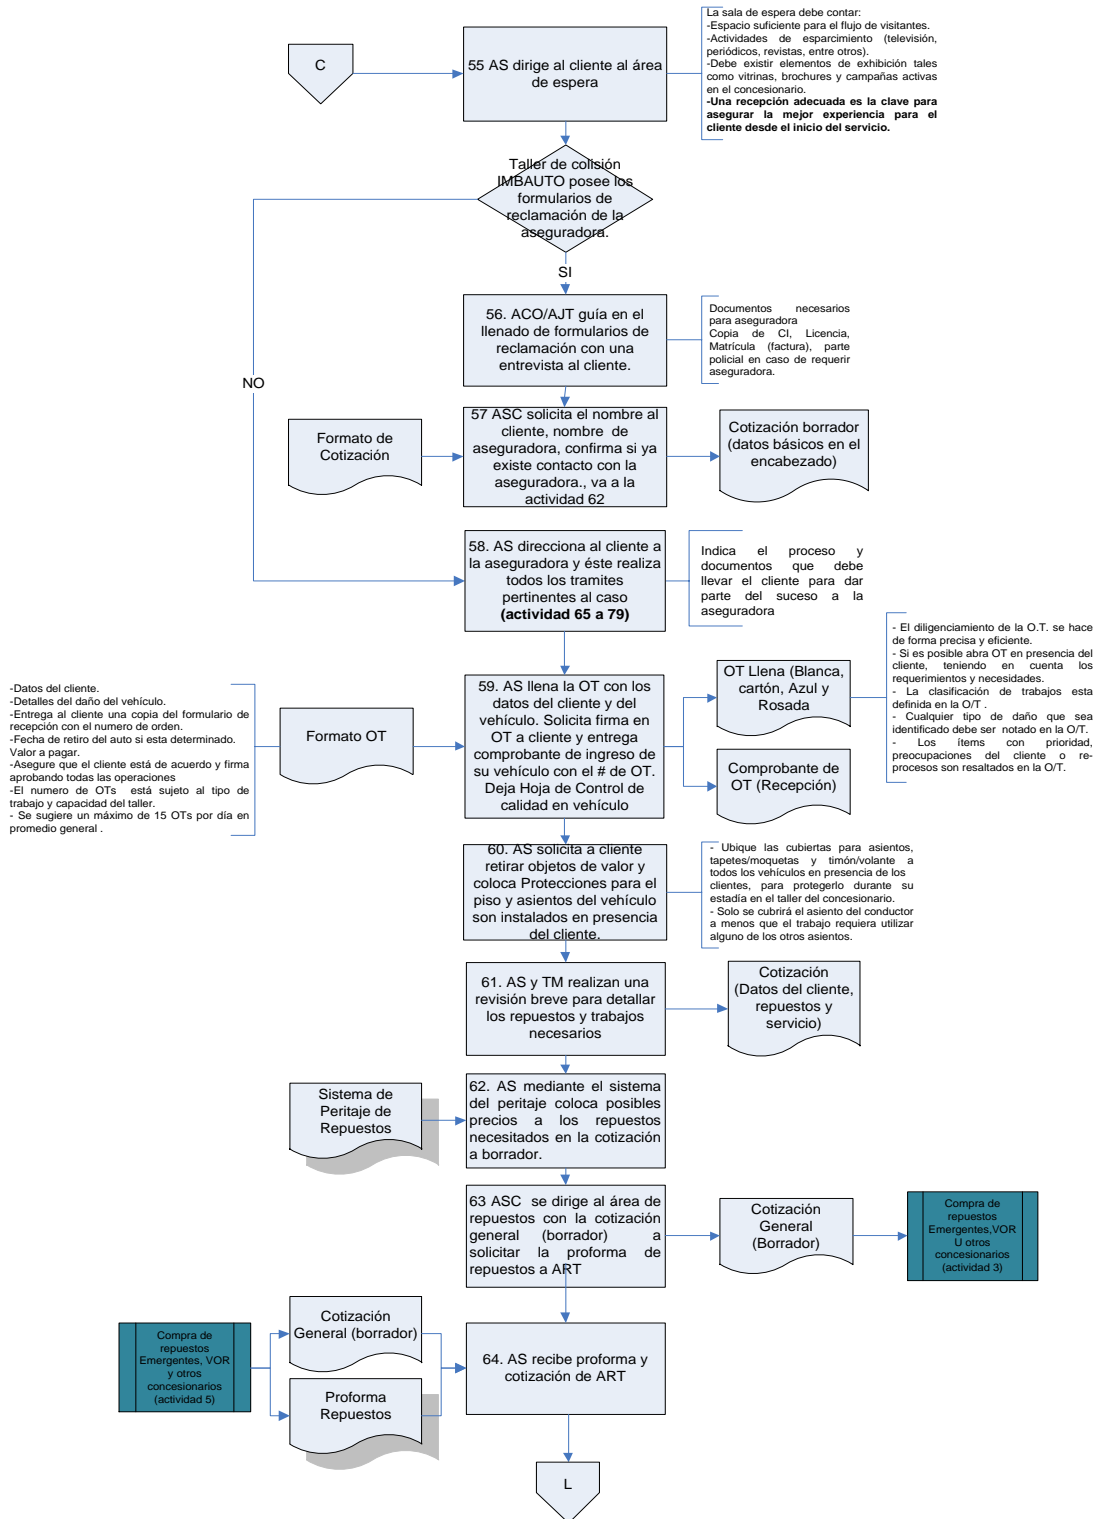 La sala de espera debe contar:
-Espacio suficiente para el flujo de visitantes.
-Actividades de esparcimiento (televisión,
periódicos, revistas, entre otros).
-Debe existir elementos de exhibición tales
como vitrinas, brochures y campañas activas
en el concesionario.
-Una recepción adecuada es la clave para
asegurar la mejor experiencia para el
cliente desde el inicio del servicio.
C
55 AS dirige al cliente al área
de espera
Taller de colisión
IMBAUTO posee los
formularios de
reclamación de la
aseguradora.
SI
NO
56. ACO/AJT guía en el
llenado de formularios de
reclamación con una
entrevista al cliente.
Documentos necesarios
para aseguradora
Copia de CI, Licencia,
Matrícula (factura), parte
policial en caso de requerir
aseguradora.
Formato de
Cotización
57 ASC solicita el nombre al
cliente, nombre de
aseguradora, confirma si ya
existe contacto con la
aseguradora., va a la
actividad 62
Cotización borrador
(datos básicos en el
encabezado)
58. AS direcciona al cliente a
la aseguradora y éste realiza
todos los tramites
pertinentes al caso
(actividad 65 a 79)
Indica el proceso y
documentos que debe
llevar el cliente para dar
parte del suceso a la
aseguradora
- El diligenciamiento de la O.T. se hace
de forma precisa y eficiente.
- Si es posible abra OT en presencia del
cliente, teniendo en cuenta los
requerimientos y necesidades.
- La clasificación de trabajos esta
definida en la O/T .
- Cualquier tipo de daño que sea
identificado debe ser notado en la O/T.
- Los ítems con prioridad,
preocupaciones del cliente o re-
procesos son resaltados en la O/T.
-Datos del cliente.
-Detalles del daño del vehículo.
-Entrega al cliente una copia del formulario de
recepción con el numero de orden.
-Fecha de retiro del auto si esta determinado.
Valor a pagar.
-Asegure que el cliente está de acuerdo y firma
aprobando todas las operaciones
-El numero de OTs está sujeto al tipo de
trabajo y capacidad del taller.
- Se sugiere un máximo de 15 OTs por día en
promedio general .
Formato OT
59. AS llena la OT con los
datos del cliente y del
vehículo. Solicita firma en
OT a cliente y entrega
comprobante de ingreso de
su vehículo con el # de OT.
Deja Hoja de Control de
calidad en vehículo
OT Llena (Blanca,
cartón, Azul y
Rosada
Comprobante de
OT (Recepción)
60. AS solicita a cliente
retirar objetos de valor y
coloca Protecciones para el
piso y asientos del vehículo
son instalados en presencia
del cliente.
- Ubique las cubiertas para asientos,
tapetes/moquetas y timón/volante a
todos los vehículos en presencia de los
clientes, para protegerlo durante su
estadía en el taller del concesionario.
- Solo se cubrirá el asiento del conductor
a menos que el trabajo requiera utilizar
alguno de los otros asientos.
61. AS y TM realizan una
revisión breve para detallar
los repuestos y trabajos
necesarios
Cotización
(Datos del cliente,
repuestos y
servicio)
Sistema de
Peritaje de
Repuestos
62. AS mediante el sistema
del peritaje coloca posibles
precios a los repuestos
necesitados en la cotización
a borrador.
63 ASC se dirige al área de
repuestos con la cotización
general (borrador) a
solicitar la proforma de
repuestos a ART
Cotización
General
(Borrador)
Compra de
repuestos
Emergentes,VOR
U otros
concesionarios
(actividad 3)
Compra de
repuestos
Emergentes, VOR
y otros
concesionarios
(actividad 5)
Cotización
General (borrador)
Proforma
Repuestos
64. AS recibe proforma y
cotización de ART
L